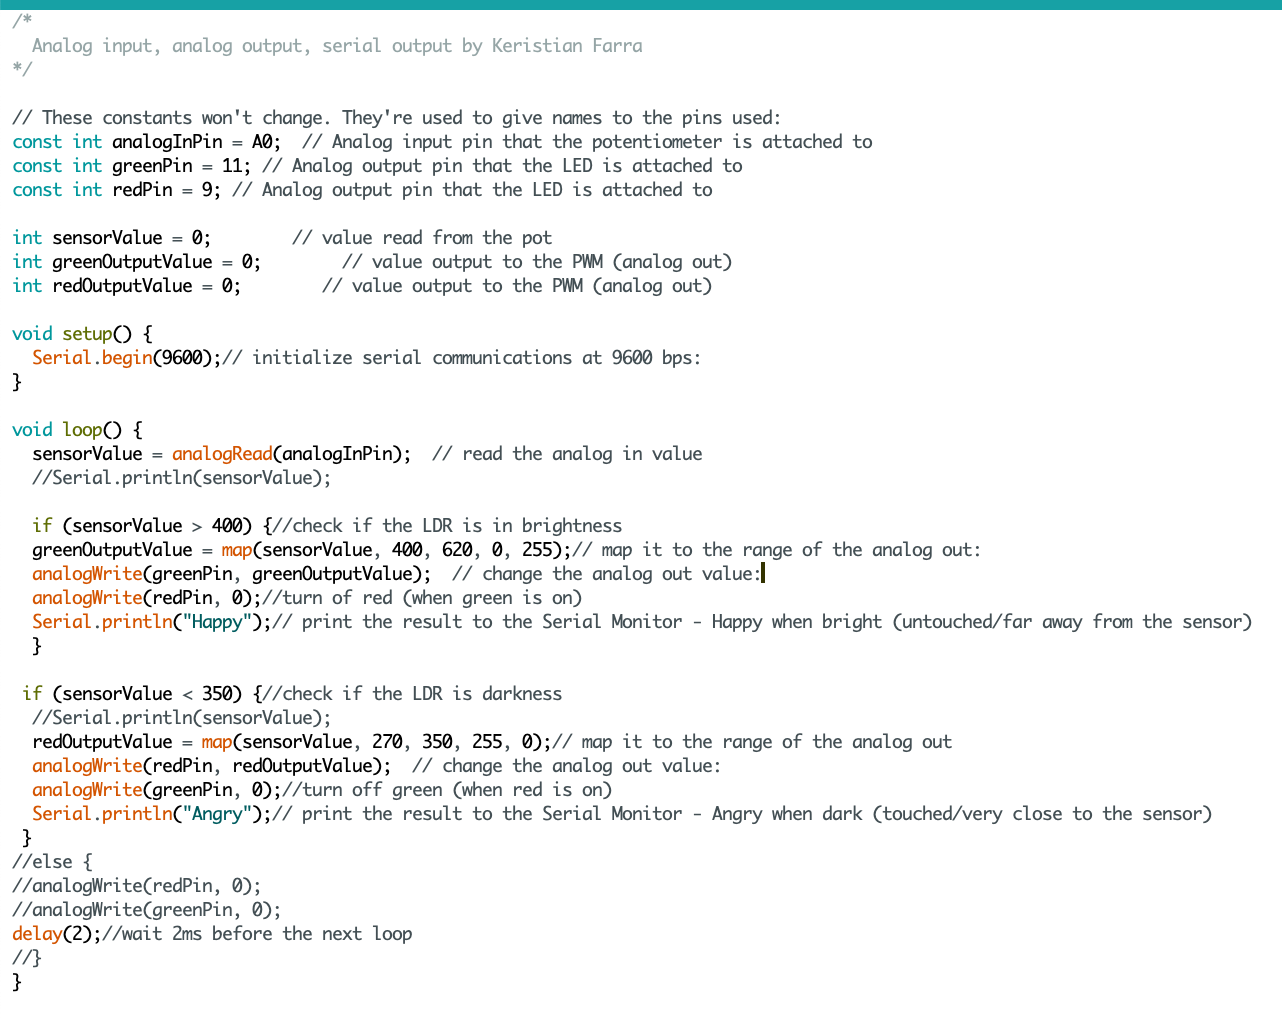 /*
  Analog input, analog output, serial output by Keristian Farra
*/

// These constants won't change. They're used to give names to the pins used:
const int analogInPin = A0;  // Analog input pin that the potentiometer is attached to
const int greenPin = 11; // Analog output pin that the LED is attached to
const int redPin = 9; // Analog output pin that the LED is attached to

int sensorValue = 0;        // value read from the pot
int greenOutputValue = 0;        // value output to the PWM (analog out)
int redOutputValue = 0;        // value output to the PWM (analog out)

void setup() {
  Serial.begin(9600);// initialize serial communications at 9600 bps:
}

void loop() {
  sensorValue = analogRead(analogInPin);  // read the analog in value
  //Serial.println(sensorValue);

  if (sensorValue > 400) {//check if the LDR is in brightness
  greenOutputValue = map(sensorValue, 400, 620, 0, 255);// map it to the range of the analog out:
  analogWrite(greenPin, greenOutputValue);  // change the analog out value:
  analogWrite(redPin, 0);//turn of red (when green is on)
  Serial.println("Happy");// print the result to the Serial Monitor - Happy when bright (untouched/far away from the sensor)
  }

 if (sensorValue < 350) {//check if the LDR is darkness
  //Serial.println(sensorValue);
  redOutputValue = map(sensorValue, 270, 350, 255, 0);// map it to the range of the analog out
  analogWrite(redPin, redOutputValue);  // change the analog out value:
  analogWrite(greenPin, 0);//turn off green (when red is on)
  Serial.println("Angry");// print the result to the Serial Monitor - Angry when dark (touched/very close to the sensor)
 }
//else {
//analogWrite(redPin, 0);
//analogWrite(greenPin, 0);
delay(2);//wait 2ms before the next loop
//}
}